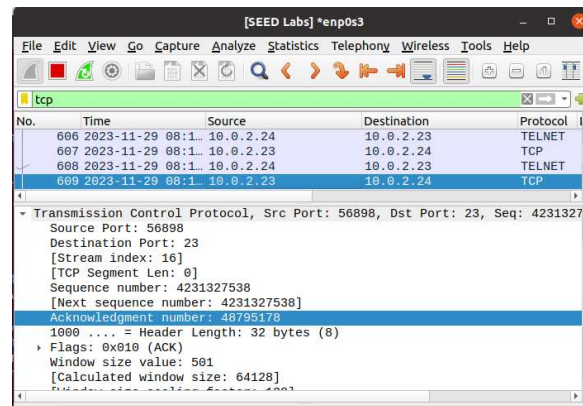 [SEED Labs] *enp0s3
File Edit View Go Capture Analyze Statistics Telephony Wireless Tools Help
tcp
No. Time Source Destination Protocol
606 2023-11-29 08:1… 10.0.2.24 10.0.2.23 TELNET
607 2023-11-29 08:1… 10.0.2.23 10.0.2.24 TCP
608 2023-11-29 08:1… 10.0.2.24 10.0.2.23 TELNET
609 2023-11-29 08:1… 10.0.2.23 10.0.2.24 TCP
Transmission Control Protocol, Src Port: 56898, Dst Port: 23, Seq: 4231327
Source Port: 56898
Destination Port: 23
[Stream index: 16]
[TCP Segment Len: 0]
Sequence number: 4231327538
[Next sequence number: 4231327538]
Acknowledgment number: 48795178
1000 .... = Header Length: 32 bytes (8)
Flags: 0x010 (ACK)
Window size value: 501
[Calculated window size: 64128]